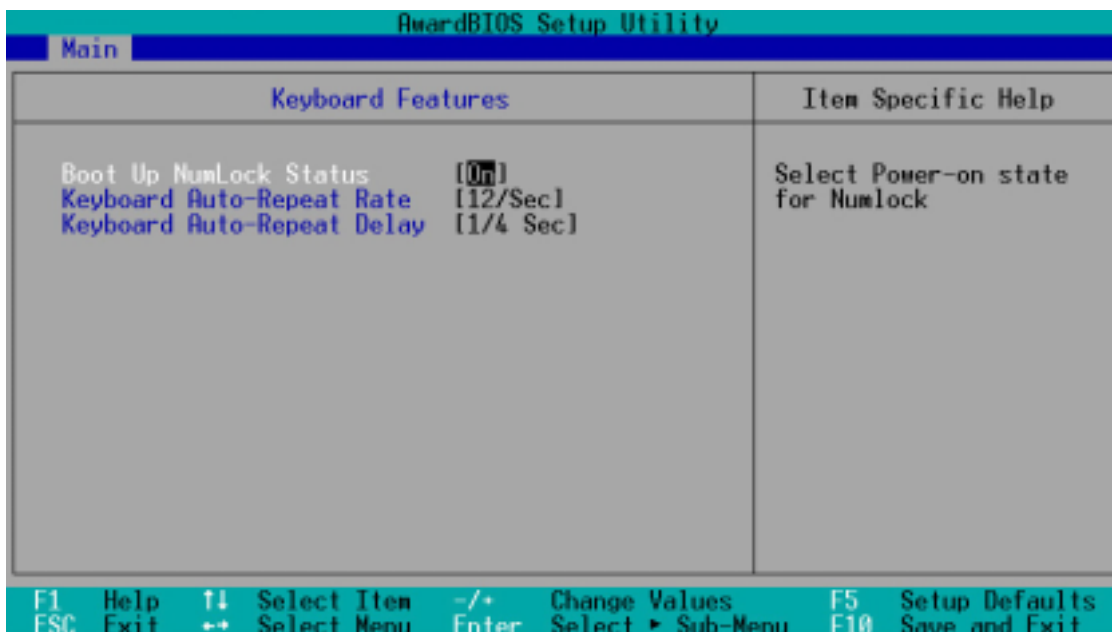 AwardBIOS Setup Utility
Main
Keyboard Features
Item Specific Help
Boot Up NumLock Status [On]
Keyboard Auto-Repeat Rate [12/Sec]
Keyboard Auto-Repeat Delay [1/4 Sec]
Select Power-on state
for Numlock
F1 Help ↑↓ Select Item -/+ Change Values F5 Setup Defaults
ESC Exit ←→ Select Menu Enter Select ► Sub-Menu F10 Save and Exit